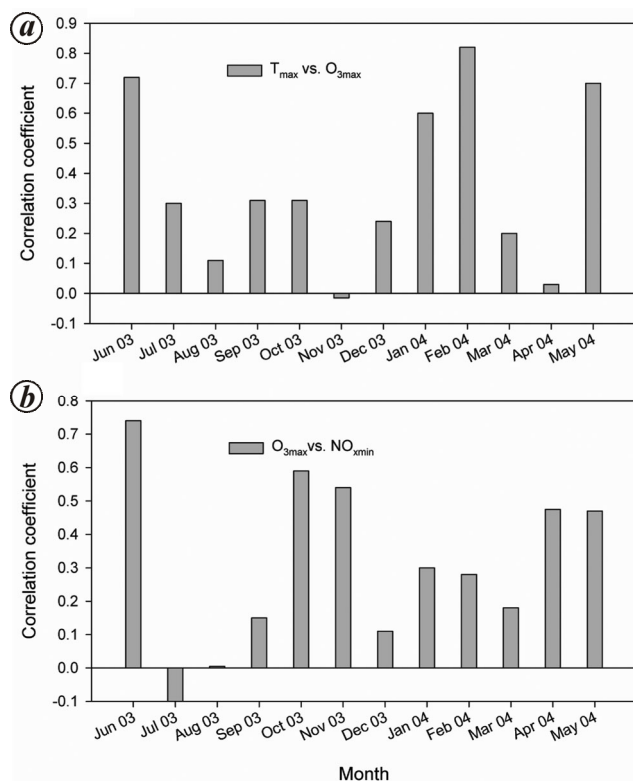 a
0.9
0.8
0.7
0.6
0.5
0.4
0.3
0.2
0.1
0.0
-0.1
Correlation coefficient
Tmax vs. O3max
Jun 03 Jul 03 Aug 03 Sep 03 Oct 03 Nov 03 Dec 03 Jan 04 Feb 04 Mar 04 Apr 04 May 04
b
0.8
0.7
0.6
0.5
0.4
0.3
0.2
0.1
0.0
-0.1
Correlation coefficient
O3maxvs. NOxmin
Jun 03 Jul 03 Aug 03 Sep 03 Oct 03 Nov 03 Dec 03 Jan 04 Feb 04 Mar 04 Apr 04 May 04
Month